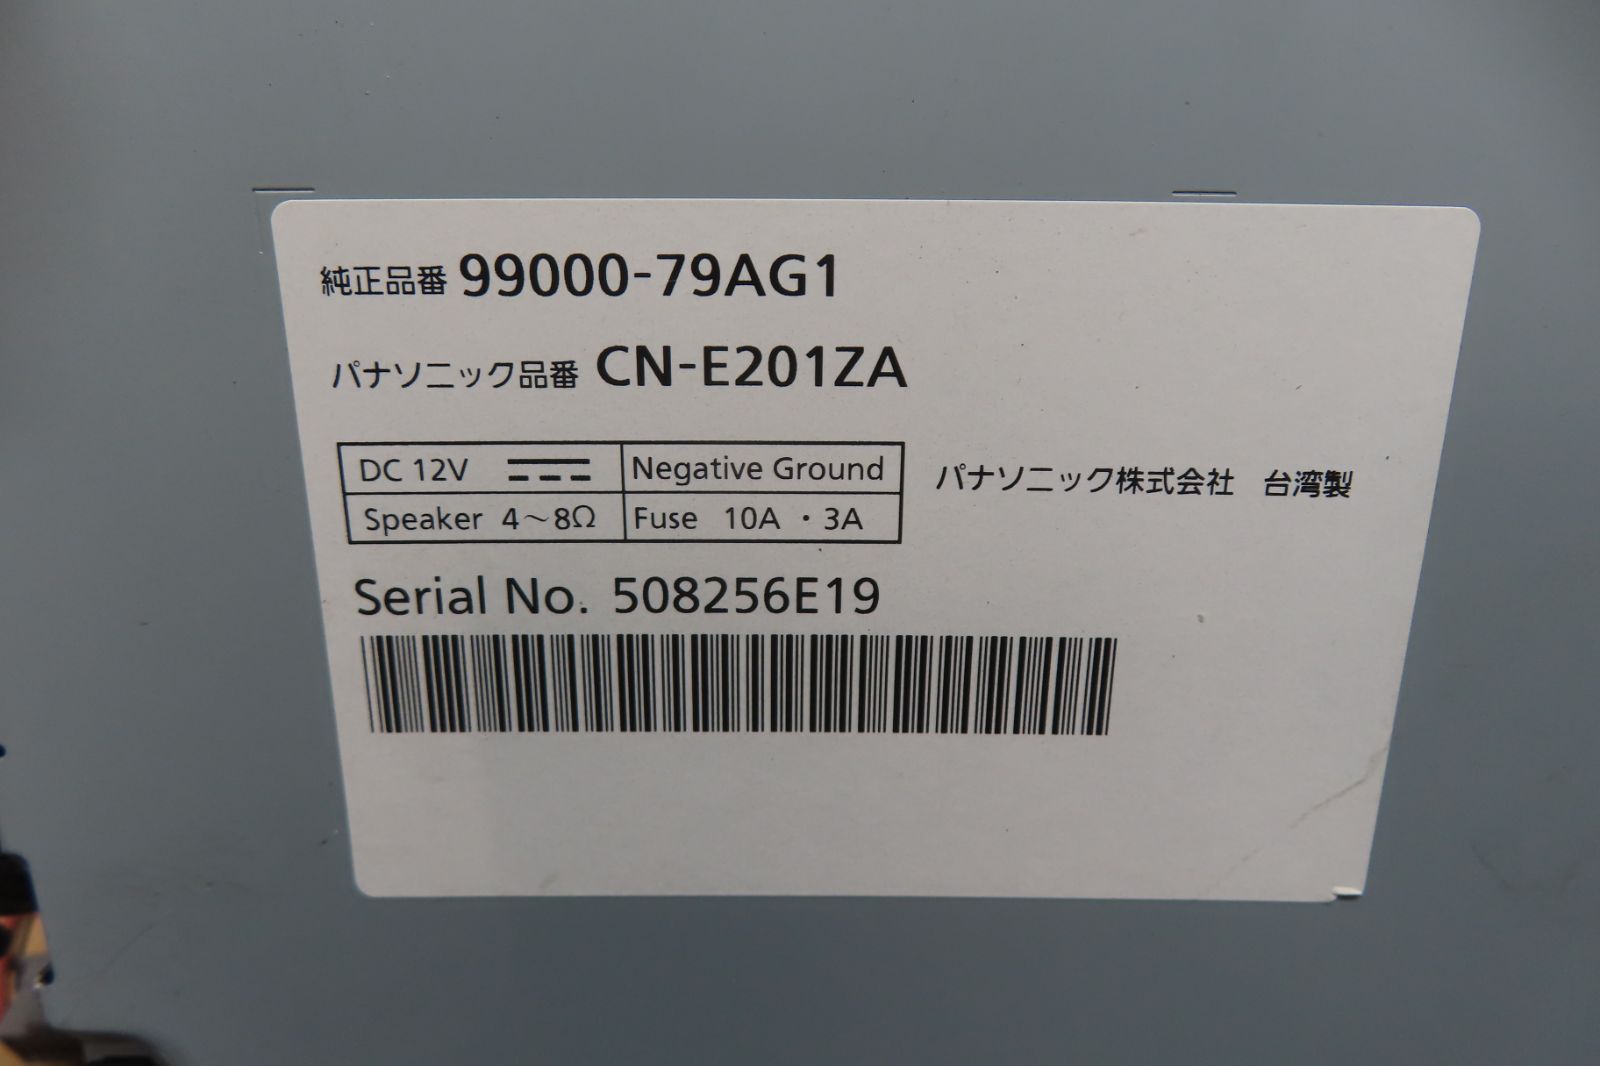 純正品番 99000-79AG1
パナソニック品番 CN-E201ZA
DC 12V Negative Ground
Speaker 4～8Ω Fuse 10A ・ 3A
パナソニック株式会社 台湾製
Serial No. 508256E19